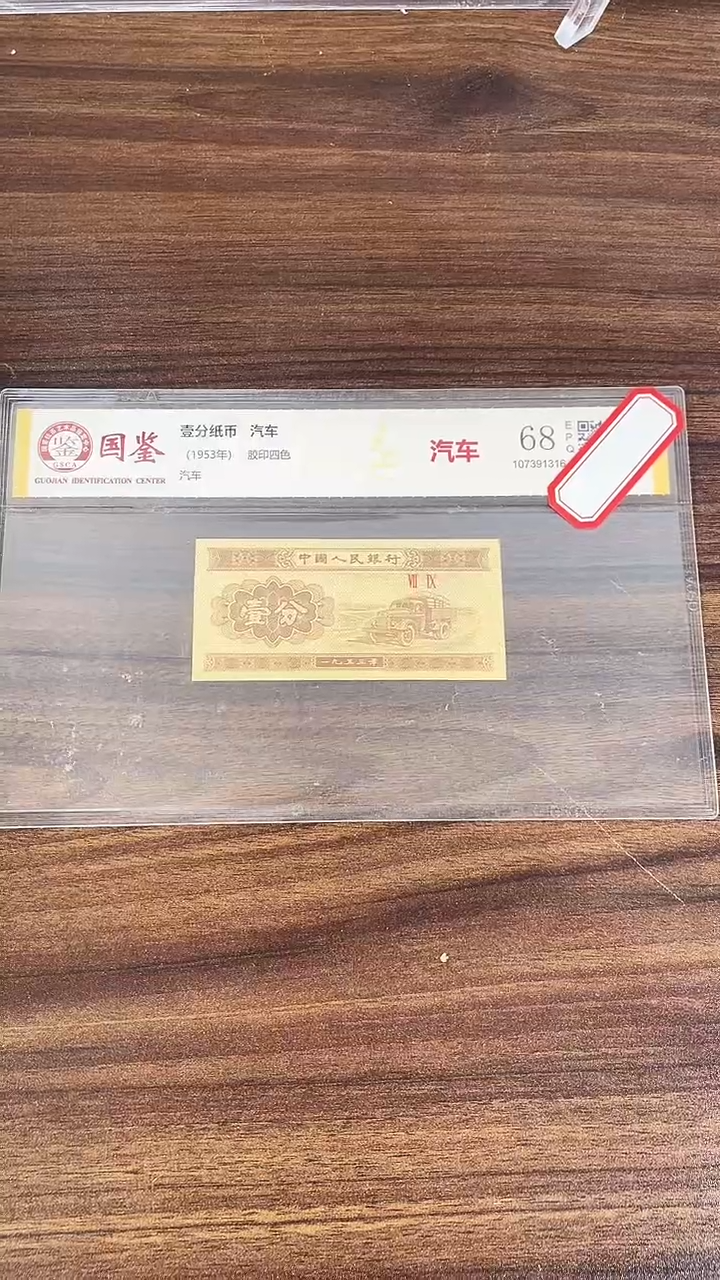 国鉴
GSCA
GUOJIAN IDENTIFICATION CENTER
壹分纸币 汽车
(1953年) 胶印四色
汽车
汽车
68
EPQ
107391316
中國人民銀行
VII IX
壹分
一九五三年